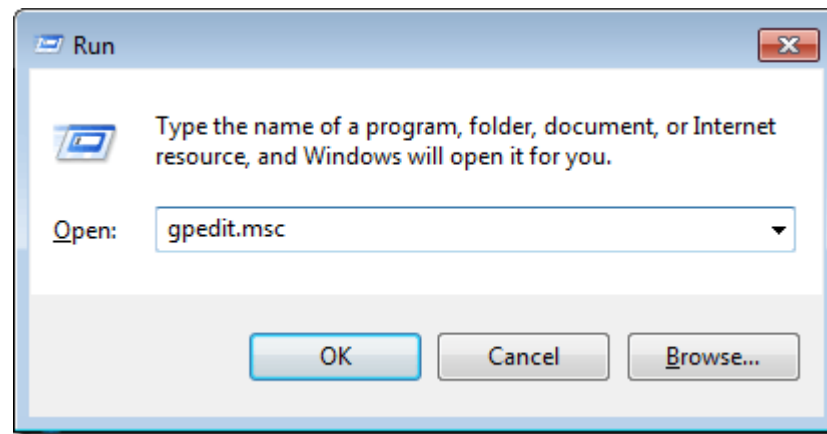 Run
Type the name of a program, folder, document, or Internet
resource, and Windows will open it for you.
Open: gpedit.msc
OK Cancel Browse...